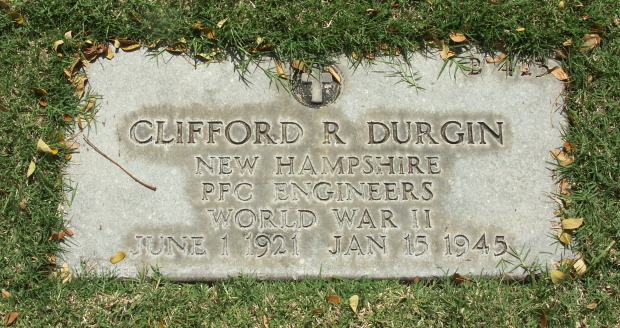 CLIFFORD R DURGIN
NEW HAMPSHIRE
PFC ENGINEERS
WORLD WAR II
JUNE 1 1921 JAN 15 1945